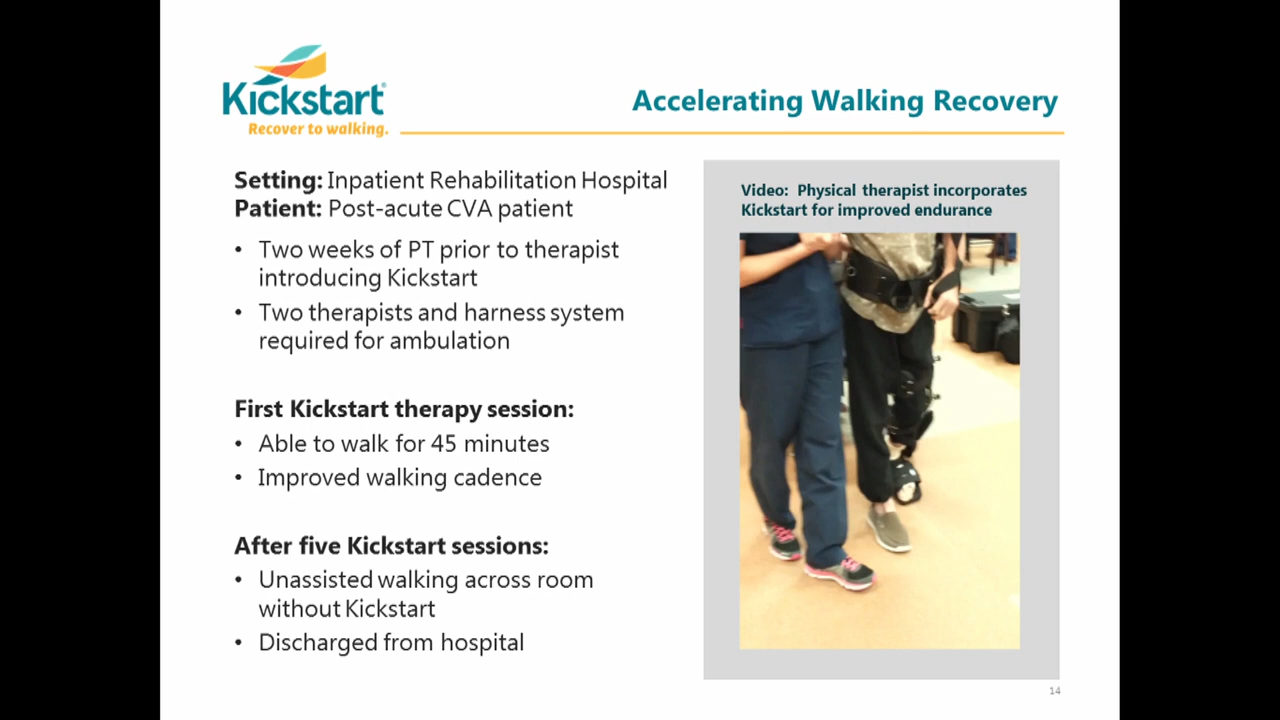 Kickstart®
Recover to walking.
Accelerating Walking Recovery
Setting: Inpatient Rehabilitation Hospital
Patient: Post-acute CVA patient
• Two weeks of PT prior to therapist
introducing Kickstart
• Two therapists and harness system
required for ambulation
First Kickstart therapy session:
• Able to walk for 45 minutes
• Improved walking cadence
After five Kickstart sessions:
• Unassisted walking across room
without Kickstart
• Discharged from hospital
Video: Physical therapist incorporates
Kickstart for improved endurance
14